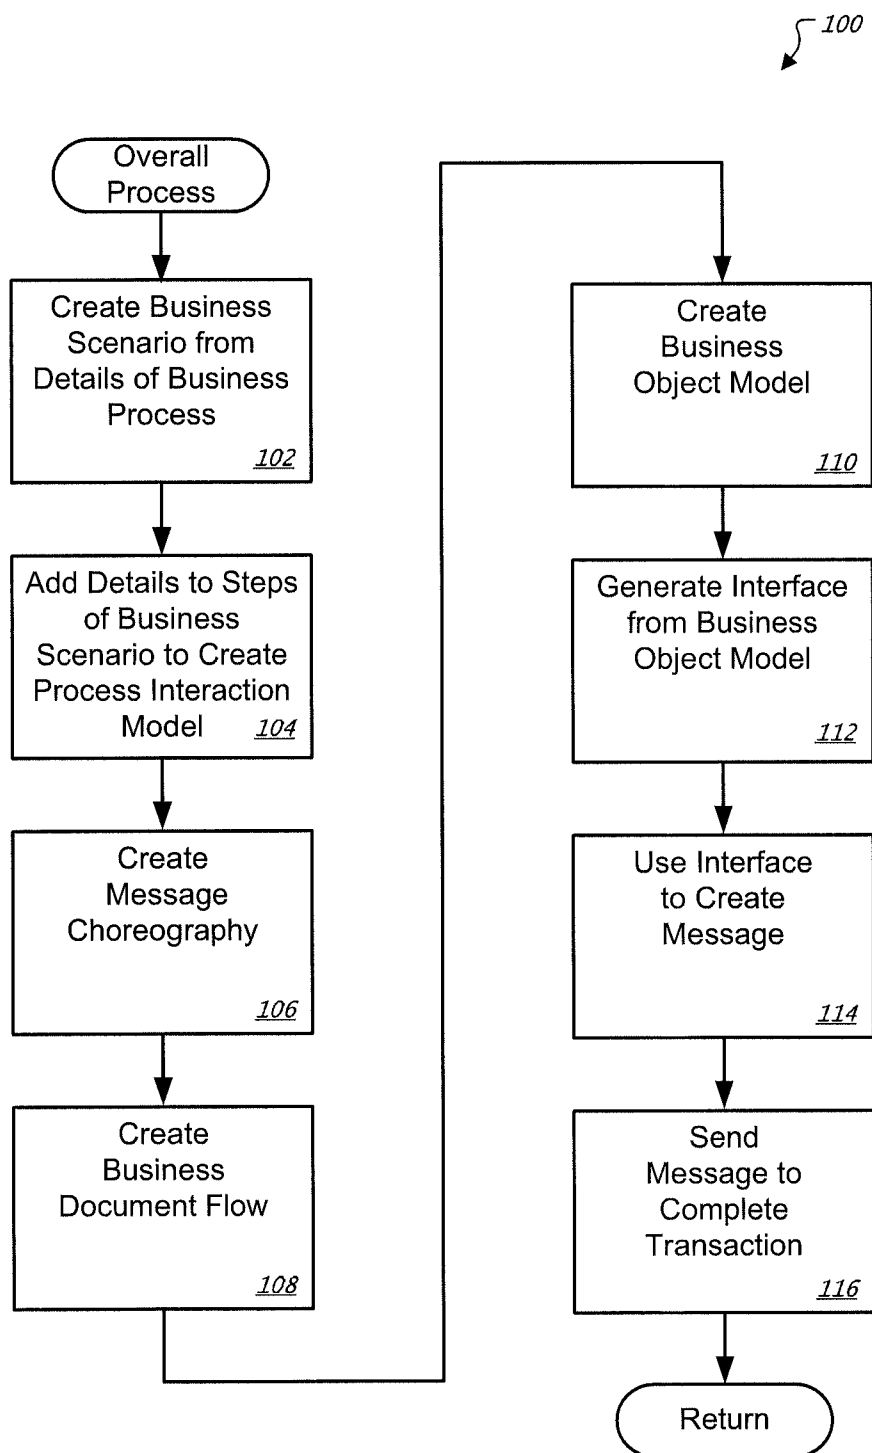 100
Overall
Process
Create Business
Scenario from
Details of Business
Process
102
Add Details to Steps
of Business
Scenario to Create
Process Interaction
Model
104
Create
Message
Choreography
106
Create
Business
Document Flow
108
Create
Business
Object Model
110
Generate Interface
from Business
Object Model
112
Use Interface
to Create
Message
114
Send
Message to
Complete
Transaction
116
Return